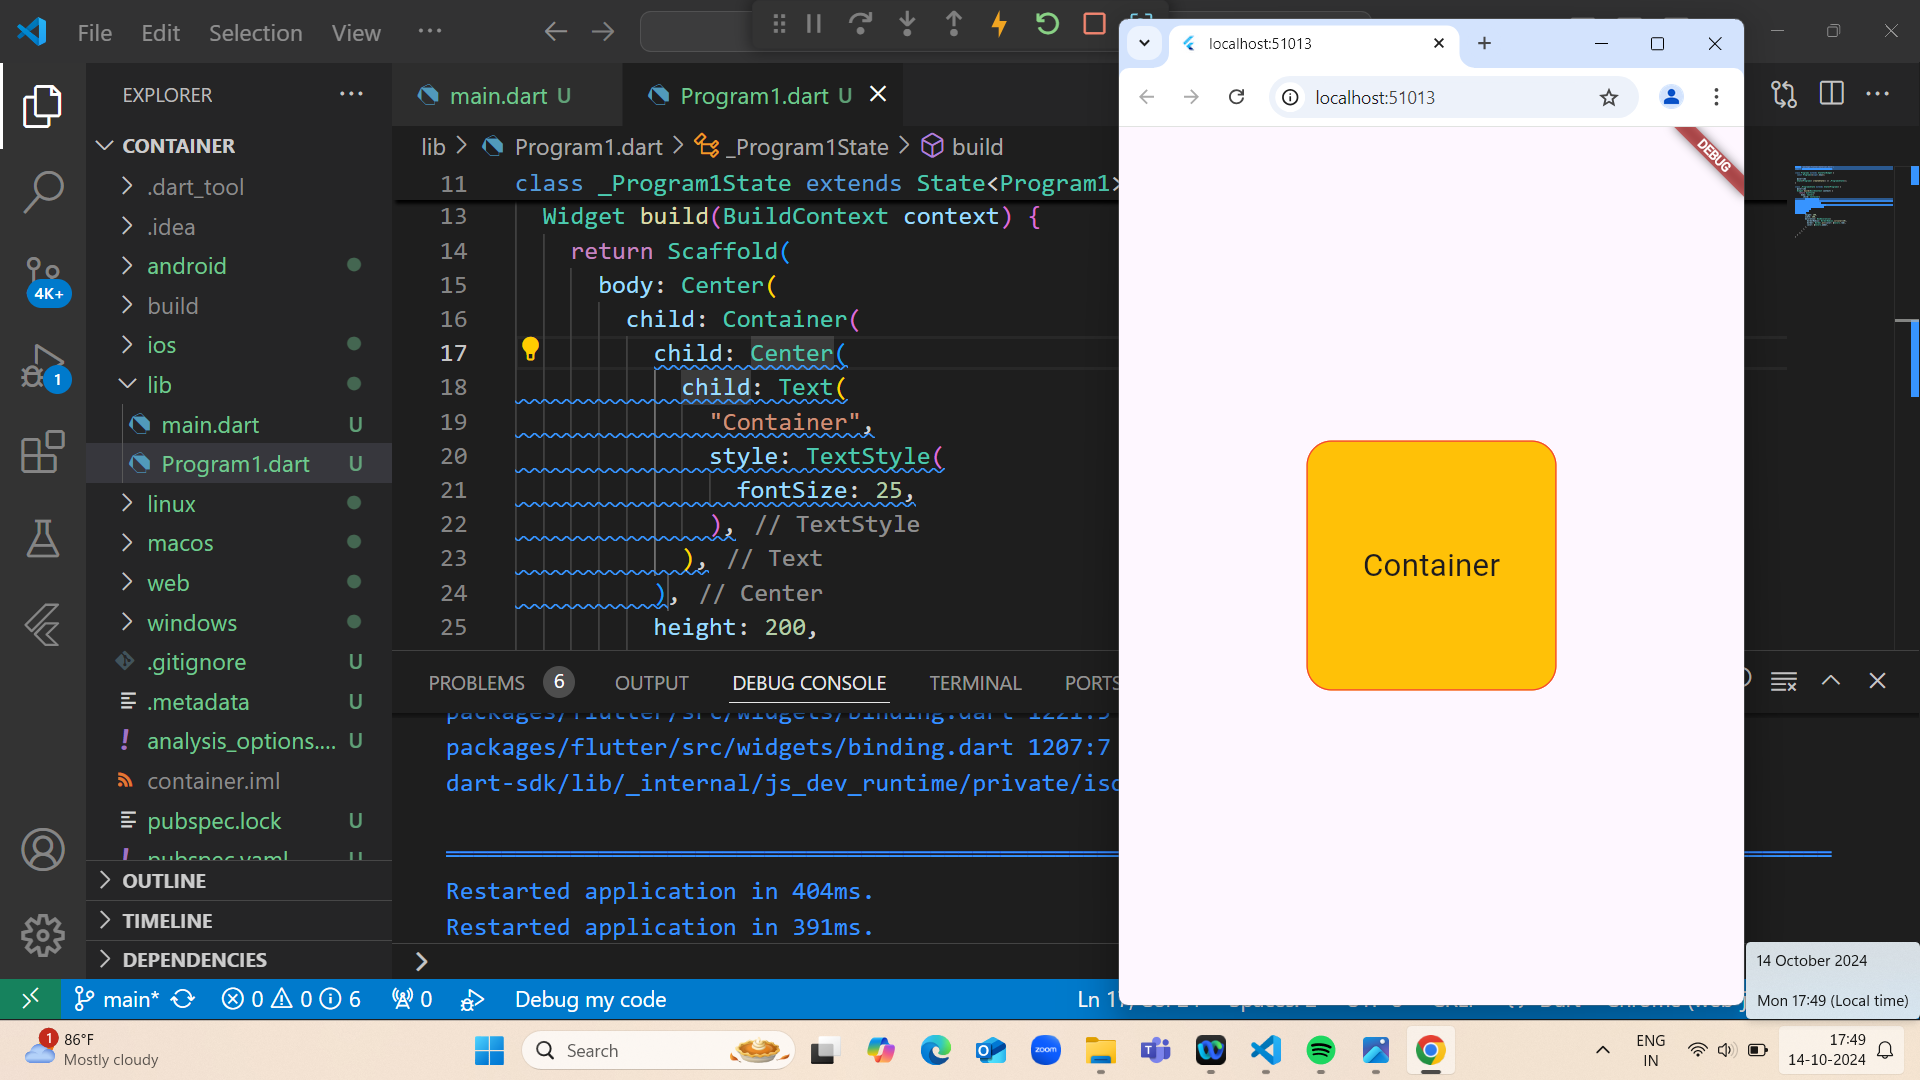 File Edit Selection View ···
EXPLORER ···
CONTAINER
.dart_tool
.idea
android
build
ios
lib
main.dart U
Program1.dart U
linux
macos
web
windows
.gitignore U
.metadata U
analysis_options.... U
container.iml
pubspec.lock U
pubspec.yaml U
OUTLINE
TIMELINE
DEPENDENCIES
4K+
1
main.dart U
Program1.dart U
lib > Program1.dart > _Program1State > build
11 class _Program1State extends State<Program1>
13 Widget build(BuildContext context) {
14 return Scaffold(
15 body: Center(
16 child: Container(
17 child: Center(
18 child: Text(
19 "Container",
20 style: TextStyle(
21 fontSize: 25,
22 ), // TextStyle
23 ), // Text
24 ), // Center
25 height: 200,
PROBLEMS 6 OUTPUT DEBUG CONSOLE TERMINAL PORTS
packages/flutter/src/widgets/binding.dart 1207:7
dart-sdk/lib/_internal/js_dev_runtime/private/iso
Restarted application in 404ms.
Restarted application in 391ms.
localhost:51013
localhost:51013
DEBUG
Container
main* 0 0 6 0 Debug my code
14 October 2024
Mon 17:49 (Local time)
1
86°F
Mostly cloudy
Search
zoom
ENG
IN
17:49
14-10-2024